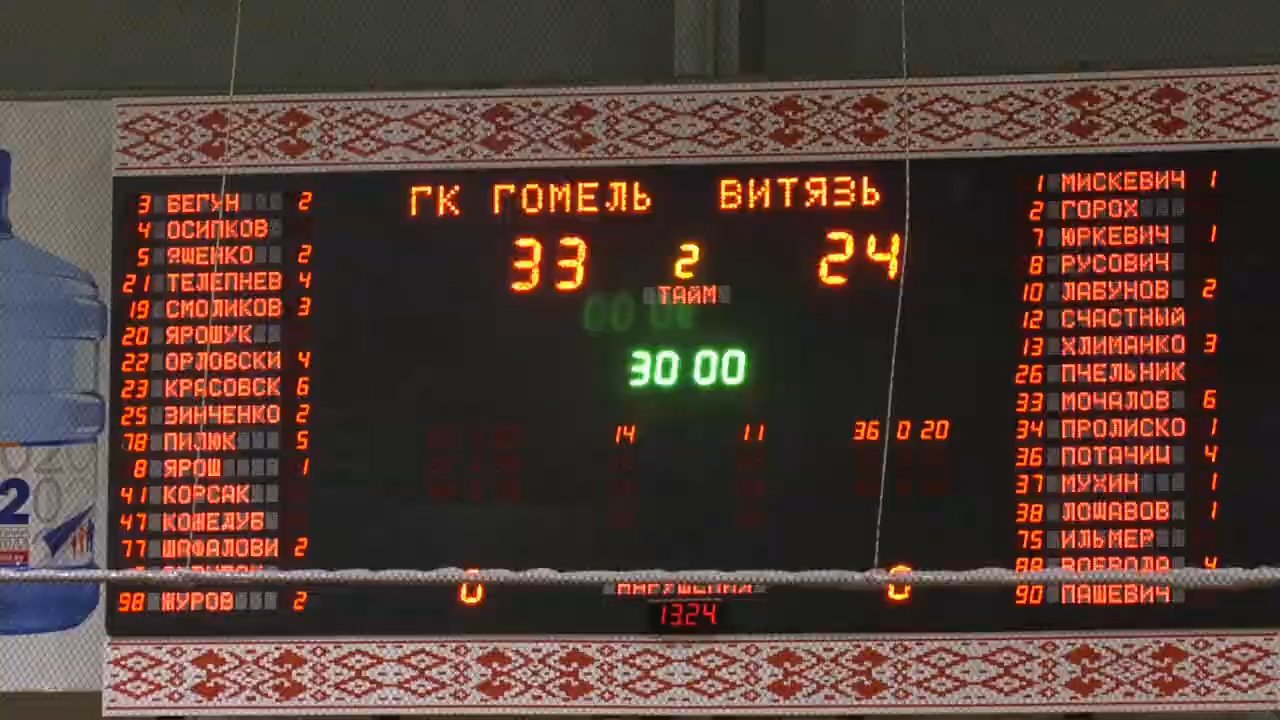 ГК ГОМЕЛЬ ВИТЯЗЬ
33 2 24
ТАЙМ
30 00
14 11 36 0 20
0 0
13.24
3 БЕГУН 2
4 ОСИПКОВ
5 ЯШЕНКО 2
21 ТЕЛЕПНЕВ 4
19 СМОЛИКОВ 3
20 ЯРОШУК
22 ОРЛОВСКИ 4
23 КРАСОВСК 6
25 ЗИНЧЕНКО 2
78 ПИЛЮК 5
8 ЯРОШ 1
41 КОРСАК
47 КОЖЕДУБ
77 ШАФАЛОВИ 2
98 ЖУРОВ 2
1 МИСКЕВИЧ 1
2 ГОРОХ
7 ЮРКЕВИЧ 1
8 РУСОВИЧ
10 ЛАБУНОВ 2
12 СЧАСТНЫЙ
13 ХЛИМАНКО 3
26 ПЧЕЛЬНИК
33 МОЧАЛОВ 6
34 ПРОЛИСКО 1
36 ПОТАЧИЦ 4
37 МУХИН 1
38 ЛОШАВОВ 1
75 ИЛЬМЕР
88 ВОЕВОДА 4
90 ПАШЕВИЧ